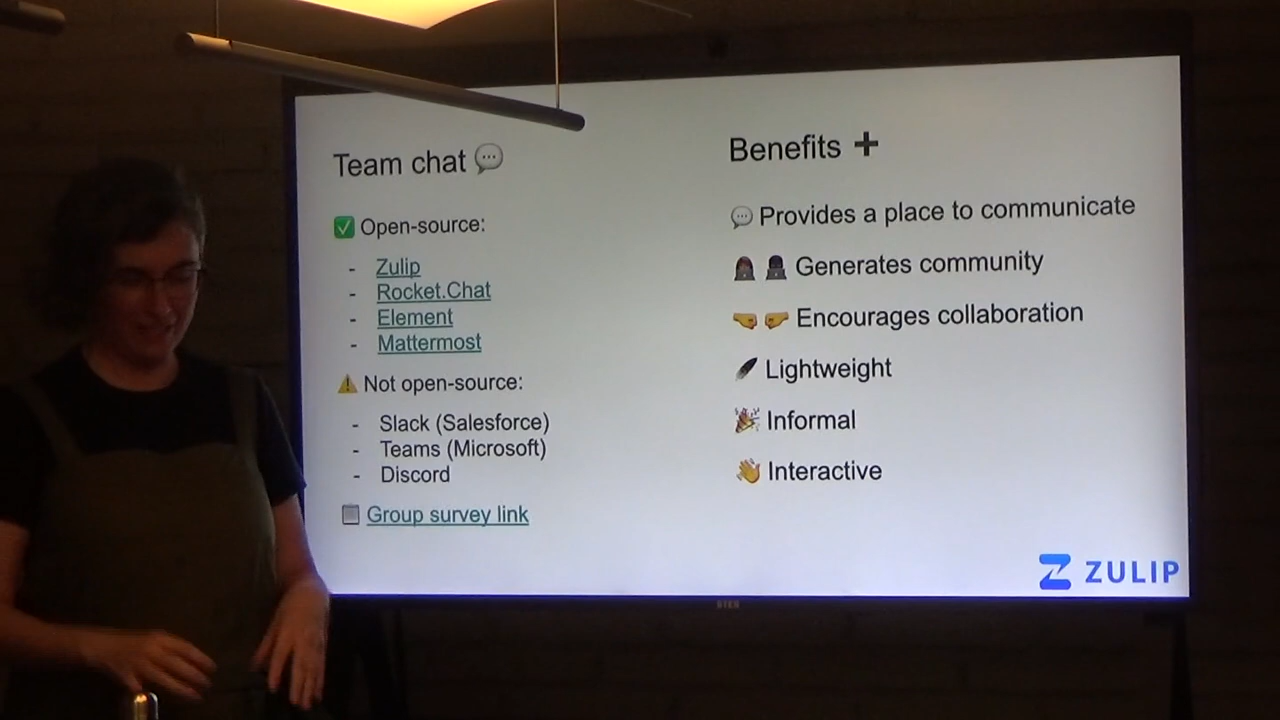 Team chat
Open-source:
- Zulip
- Rocket.Chat
- Element
- Mattermost
Not open-source:
- Slack (Salesforce)
- Teams (Microsoft)
- Discord
Group survey link
Benefits
Provides a place to communicate
Generates community
Encourages collaboration
Lightweight
Informal
Interactive
ZULIP